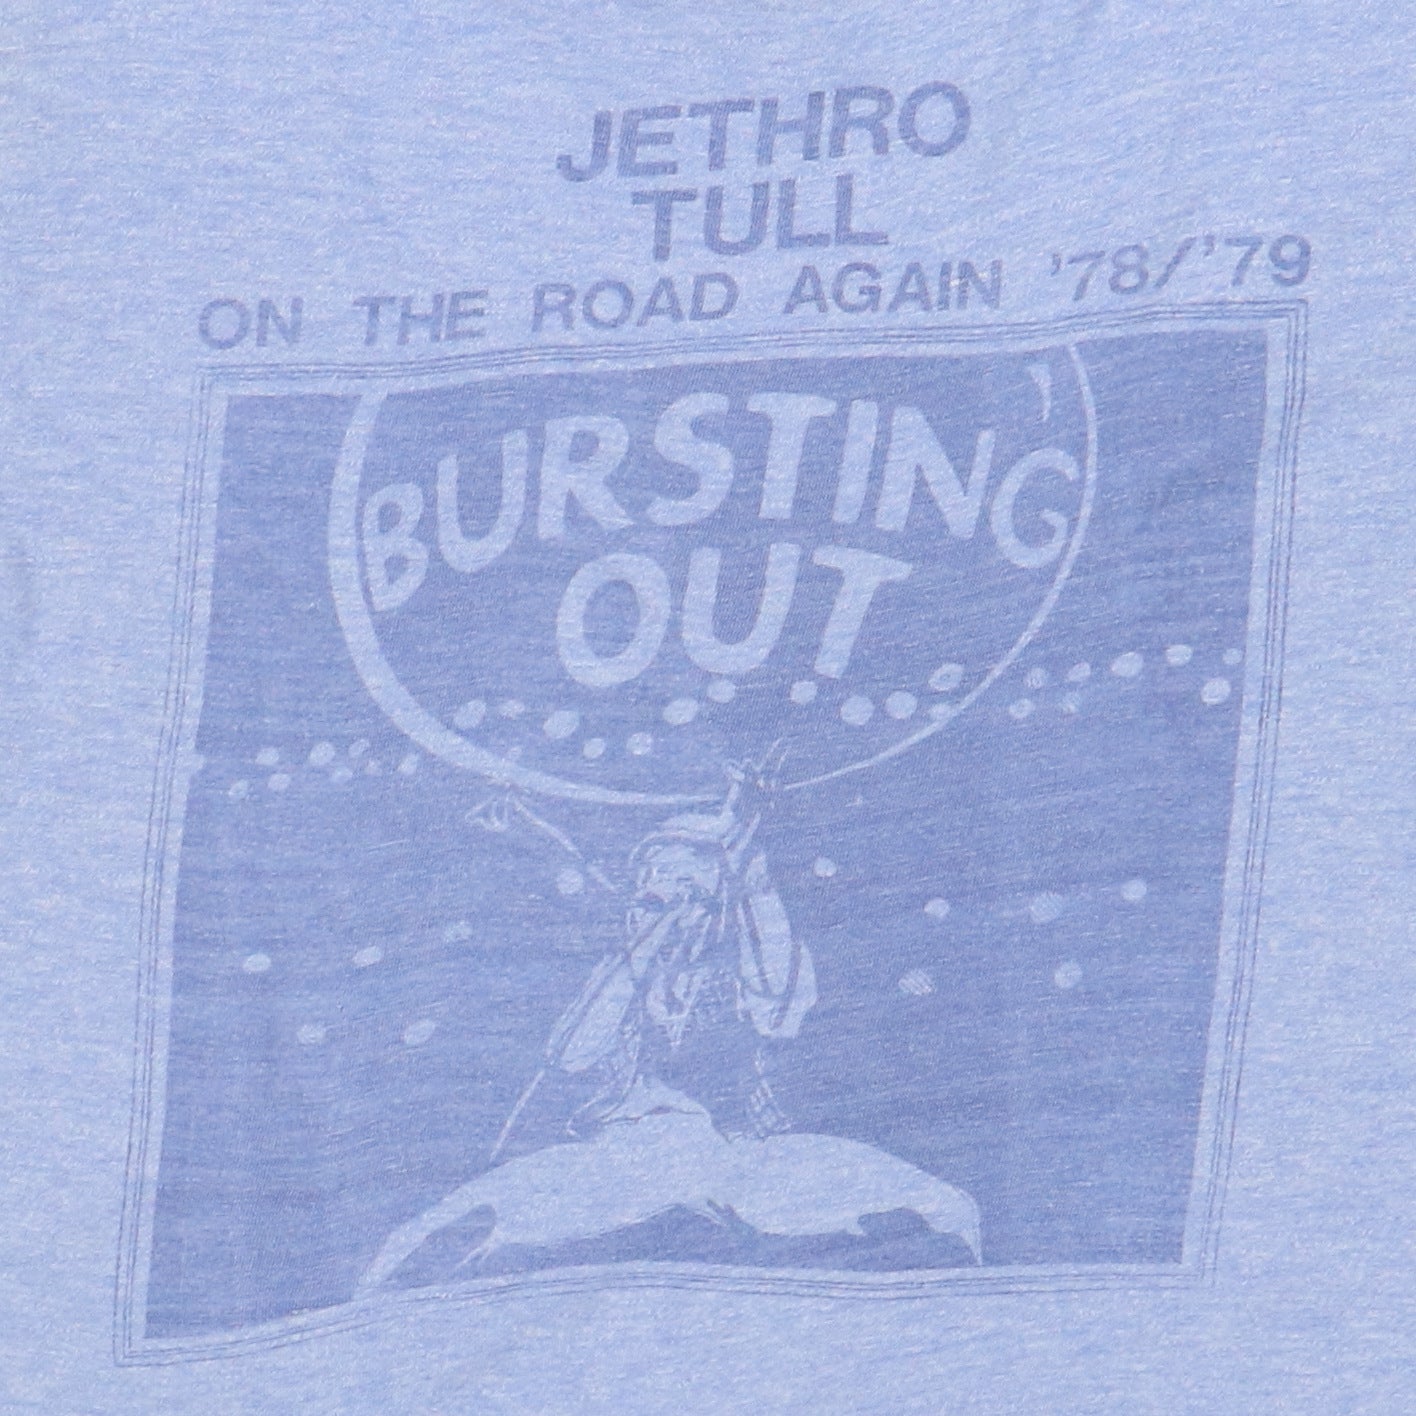 JETHRO
TULL
ON THE ROAD AGAIN '78/'79
BURSTING
OUT